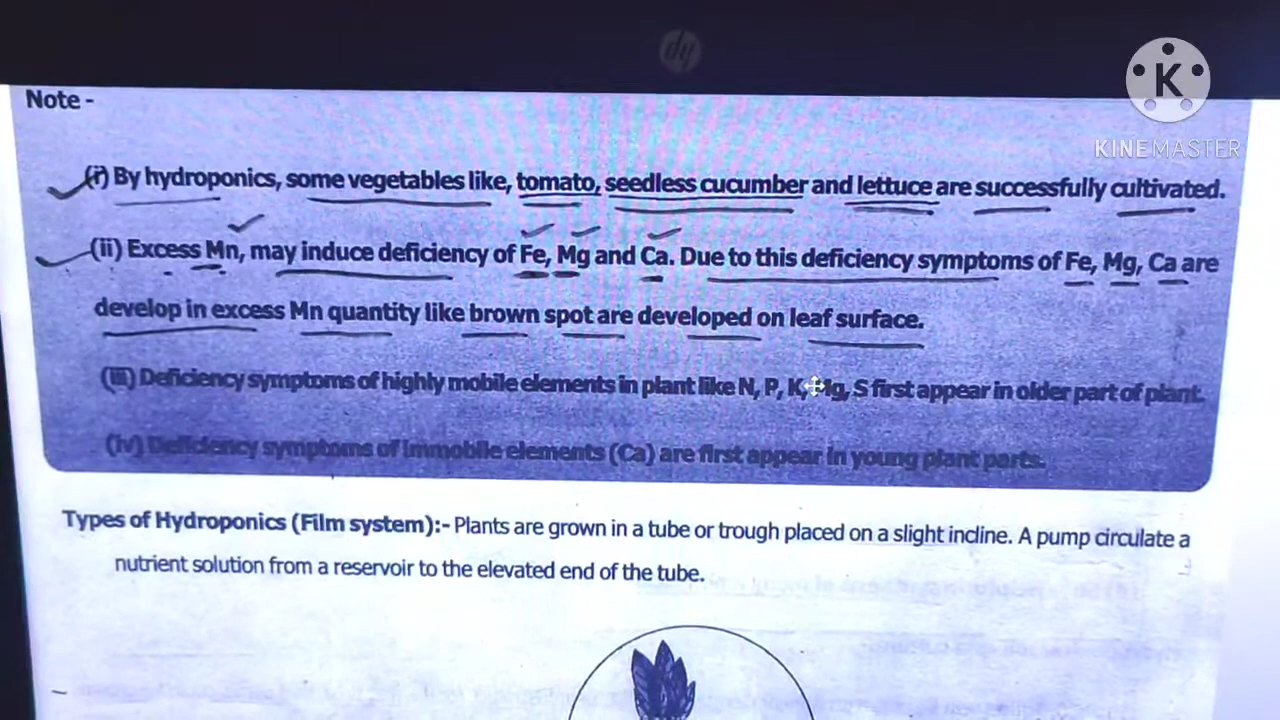 hp
K
KINEMASTER
Note -
(i) By hydroponics, some vegetables like, tomato, seedless cucumber and lettuce are successfully cultivated.
(ii) Excess Mn, may induce deficiency of Fe, Mg and Ca. Due to this deficiency symptoms of Fe, Mg, Ca are
develop in excess Mn quantity like brown spot are developed on leaf surface.
(iii) Deficiency symptoms of highly mobile elements in plant like N, P, K, Mg, S first appear in older part of plant.
(iv) Deficiency symptoms of immobile elements (Ca) are first appear in young plant parts.
Types of Hydroponics (Film system):- Plants are grown in a tube or trough placed on a slight incline. A pump circulate a
nutrient solution from a reservoir to the elevated end of the tube.